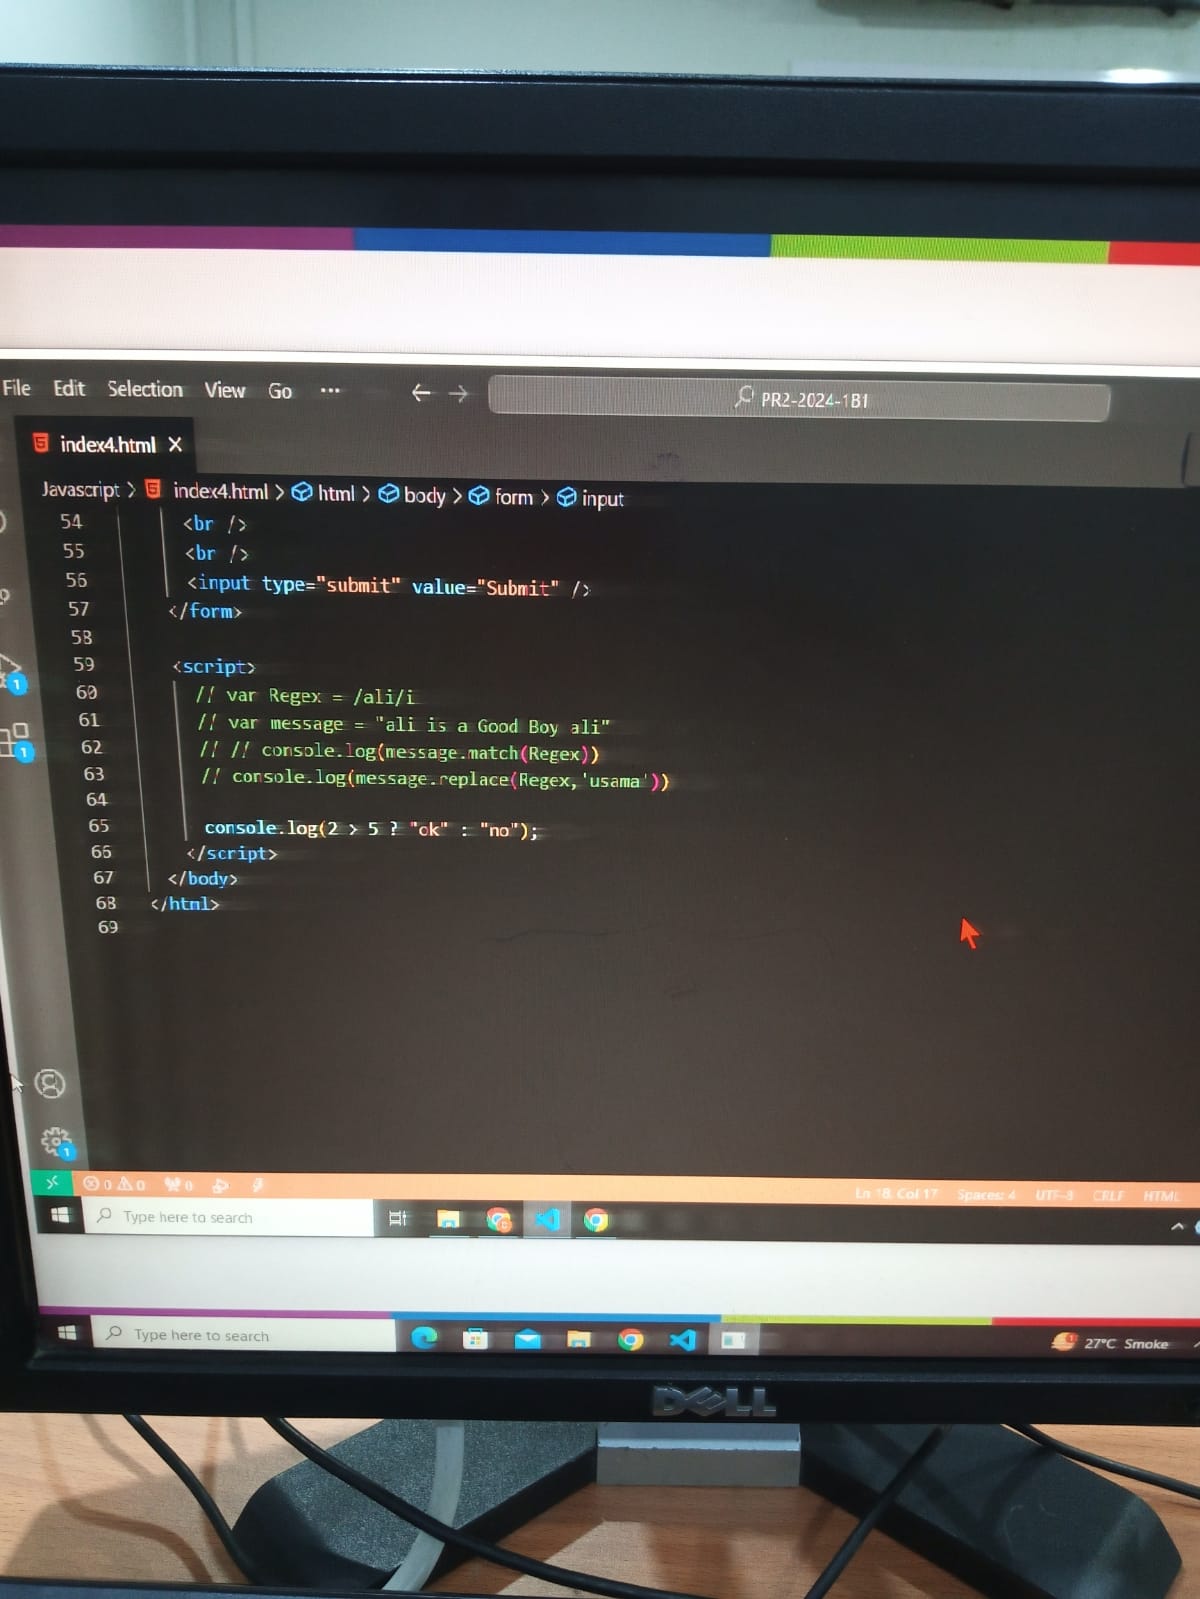 File Edit Selection View Go ··· ← → PR2-2024-1B1
index4.html X
Javascript > index4.html > html > body > form > input
54 <br />
55 <br />
56 <input type="submit" value="Submit" />
57 </form>
58
59 <script>
60 // var Regex = /ali/i
61 // var message = "ali is a Good Boy ali"
62 // // console.log(message.match(Regex))
63 // console.log(message.replace(Regex,'usama'))
64
65 console.log(2 > 5 ? "ok" : "no");
66 </script>
67 </body>
68 </html>
69
1
1
1
0 0 0 Ln 18, Col 17 Spaces: 4 UTF-8 CRLF HTML
Type here to search
Type here to search 27°C Smoke
DELL